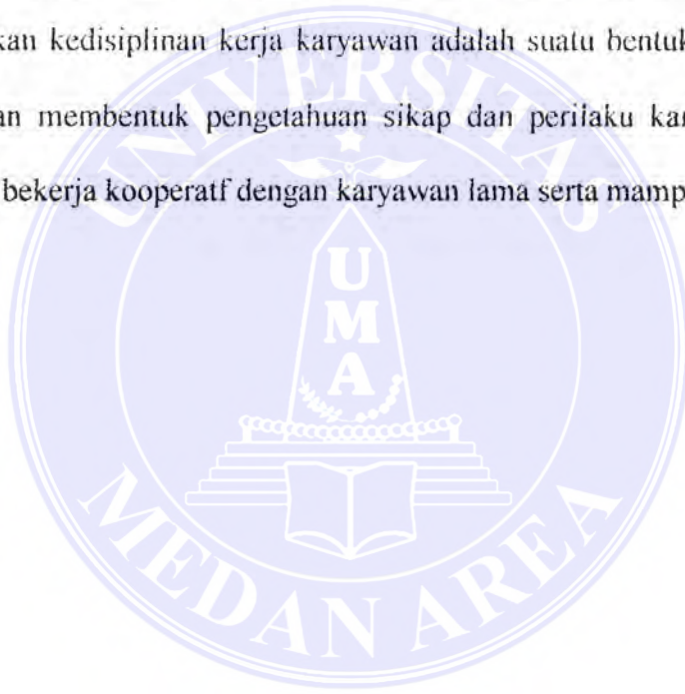 kan kedisiplinan kerja karyawan adalah suatu bentuk
an membentuk pengetahuan sikap dan perilaku kar
bekerja kooperatf dengan karyawan lama serta mamp
UNIVERSITAS
U
M
A
MEDAN AREA